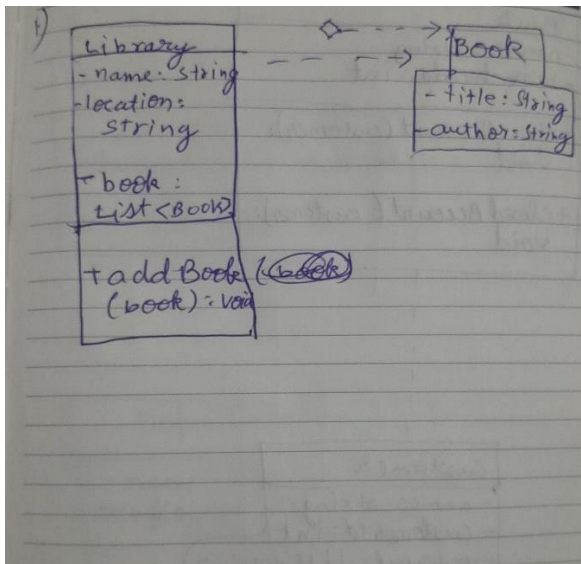 1)
Library
- name: String
- location:
String
- book:
List <Book>
+ addBook
(book): void
Book
- title: String
- author: String